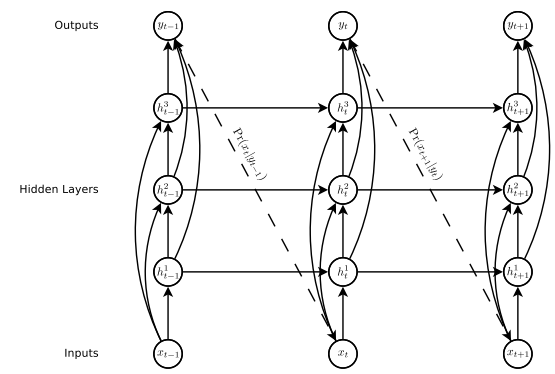 Outputs y_{t−1} y_t y_{t+1}
h^3_{t−1} h^3_t h^3_{t+1}
Pr(x_t|y_{t−1}) Pr(x_{t+1}|y_t)
Hidden Layers h^2_{t−1} h^2_t h^2_{t+1}
h^1_{t−1} h^1_t h^1_{t+1}
Inputs x_{t−1} x_t x_{t+1}